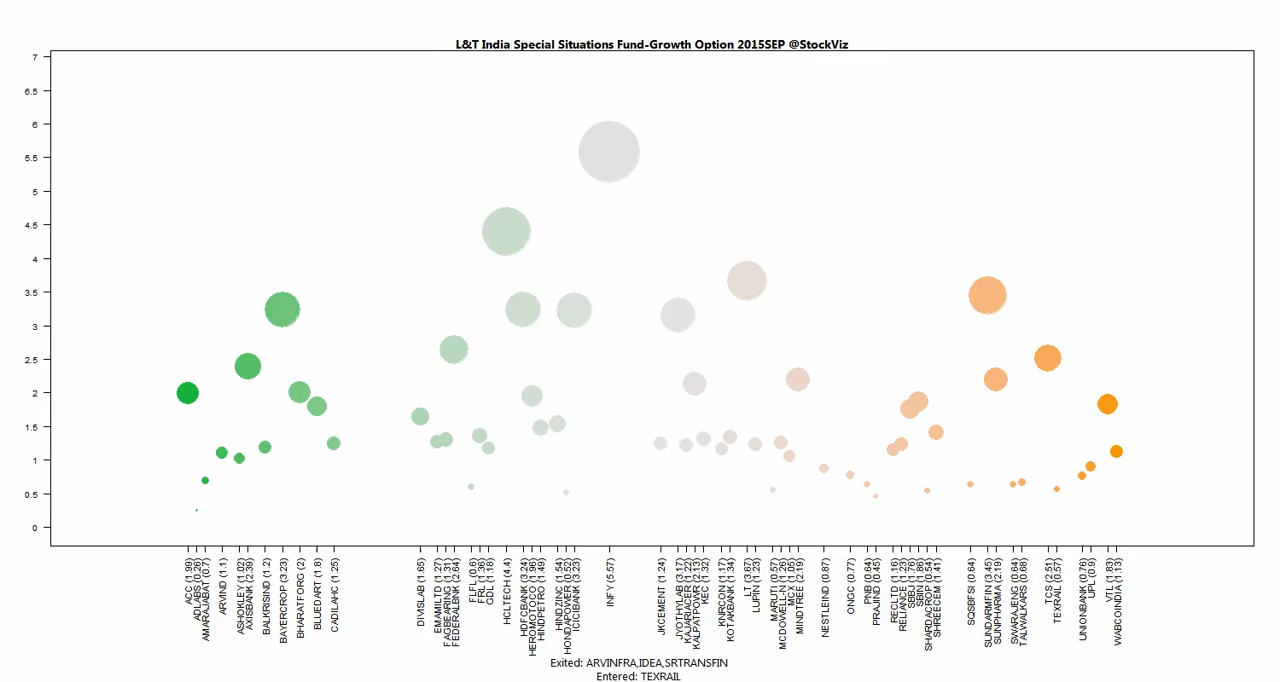 L&T India Special Situations Fund-Growth Option 2015SEP @StockViz
7
6.5
6
5.5
5
4.5
4
3.5
3
2.5
2
1.5
1
0.5
0
ACC (1.99)
ADLABS (0.26)
AMARAJABAT (0.7)
ARVIND (1.1)
ASHOKLEY (1.02)
AXISBANK (2.39)
BALKRISIND (1.2)
BAYERCROP (3.23)
BHARATFORG (2)
BLUEDART (1.8)
CADILAHC (1.25)
DIVISLAB (1.65)
EMAMILTD (1.27)
FAGBEARING (1.31)
FEDERALBNK (2.64)
FLFL (0.6)
FRL (1.36)
GDL (1.18)
HCLTECH (4.4)
HDFCBANK (3.24)
HEROMOTOCO (1.96)
HINDPETRO (1.49)
HINDZINC (1.54)
HONDAPOWER (0.52)
ICICIBANK (3.23)
INFY (5.57)
JKCEMENT (1.24)
JYOTHYLAB (3.17)
KAJARIACER (1.22)
KALPATPOWR (2.13)
KEC (1.32)
KNRCON (1.17)
KOTAKBANK (1.34)
LT (3.67)
LUPIN (1.23)
MARUTI (0.57)
MCDOWELL-N (1.26)
MCX (1.05)
MINDTREE (2.19)
NESTLEIND (0.87)
ONGC (0.77)
PNB (0.64)
PRAJIND (0.45)
RECLTD (1.16)
RELIANCE (1.23)
SBBJ (1.76)
SBIN (1.86)
SHARDACROP (0.54)
SHREECEM (1.41)
SQSBFSI (0.64)
SUNDARMFIN (3.45)
SUNPHARMA (2.19)
SWARAJENG (0.64)
TALWALKARS (0.68)
TCS (2.51)
TEXRAIL (0.57)
UNIONBANK (0.76)
UPL (0.9)
VTL (1.83)
WABCOINDIA (1.13)
Exited: ARVINFRA,IDEA,SRTRANSFIN
Entered: TEXRAIL